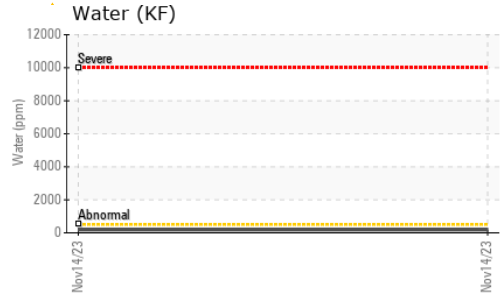 Water (KF)
12000
10000
8000
6000
4000
2000
0
Water (ppm)
Severe
Abnormal
Nov14/23
Nov14/23